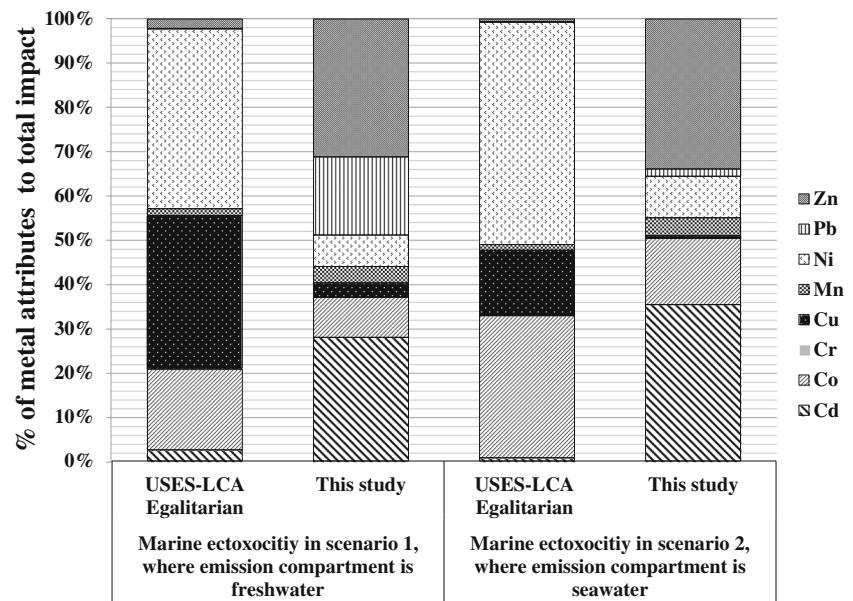 % of metal attributes to total impact
100%
90%
80%
70%
60%
50%
40%
30%
20%
10%
0%
Zn
Pb
Ni
Mn
Cu
Cr
Co
Cd
USES-LCA
Egalitarian
This study
USES-LCA
Egalitarian
This study
Marine ectoxocitiy in scenario 1,
where emission compartment is
freshwater
Marine ectoxocitiy in scenario 2,
where emission compartment is
seawater